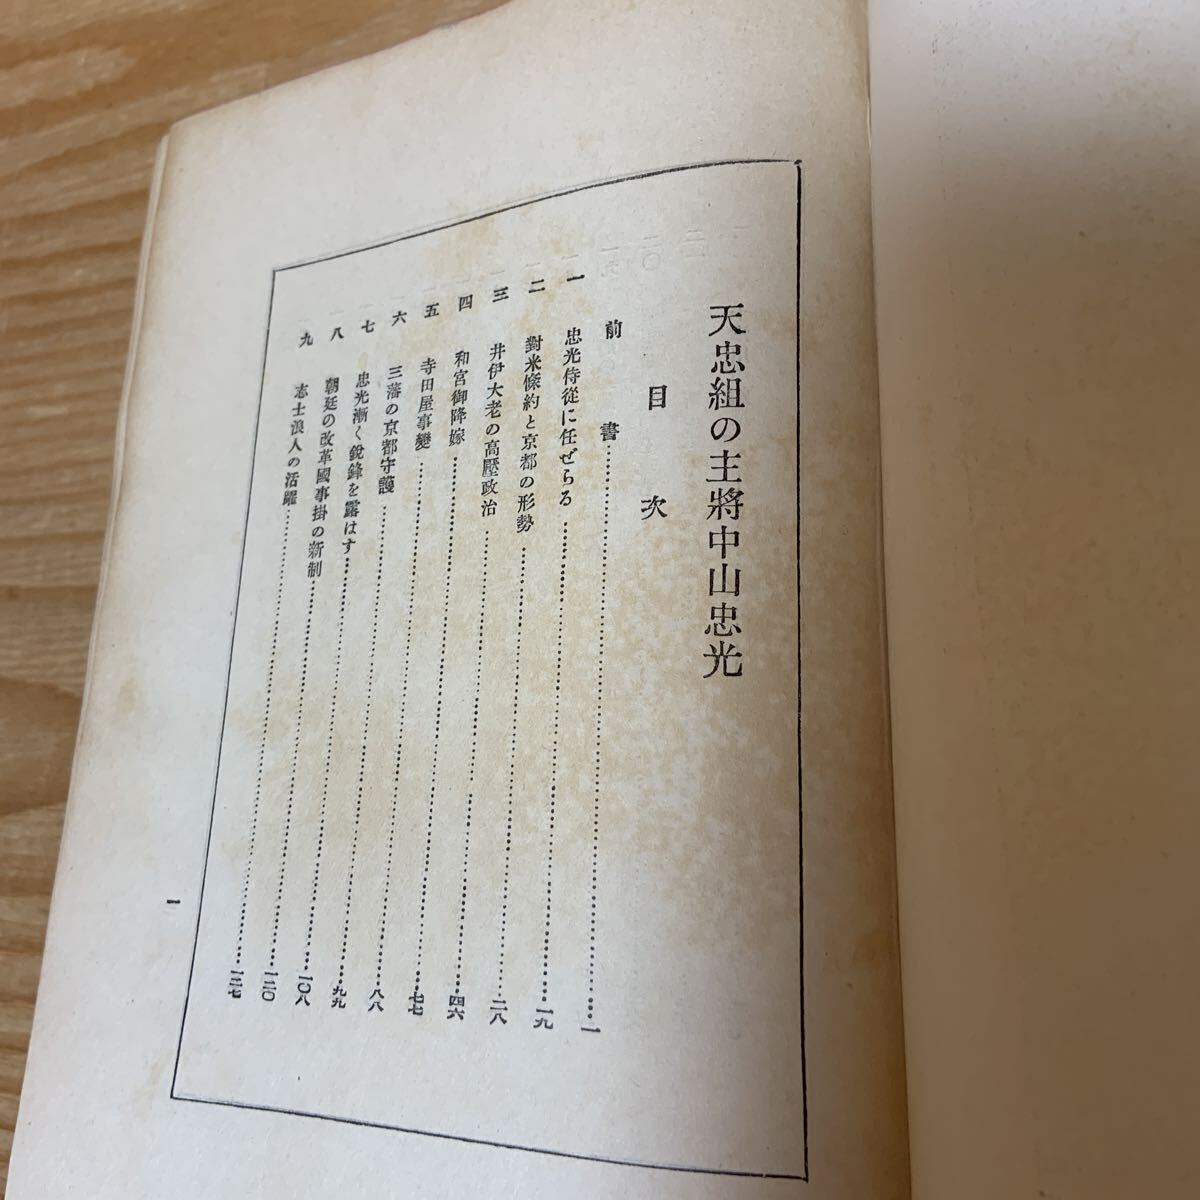 天忠組の主將中山忠光
目次
前書……一
一 忠光侍從に任ぜらる……一九
二 對米條約と京都の形勢……二八
三 井伊大老の高壓政治……四六
四 和宮御降嫁……七七
五 寺田屋事變……八八
六 三藩の京都守護……九九
七 忠光漸く銳鋒を露はす……一〇八
八 朝廷の改革國事掛の新制……一二〇
九 志士浪人の活躍……一三七
一